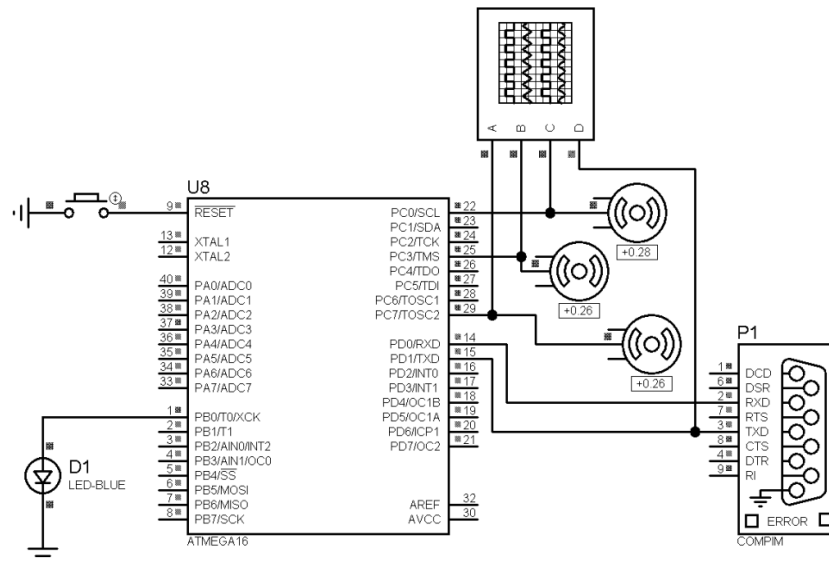 A
B
C
D
U8
9
RESET
13
XTAL1
12
XTAL2
40
PA0/ADC0
39
PA1/ADC1
38
PA2/ADC2
37
PA3/ADC3
36
PA4/ADC4
35
PA5/ADC5
34
PA6/ADC6
33
PA7/ADC7
1
PB0/T0/XCK
2
PB1/T1
3
PB2/AIN0/INT2
4
PB3/AIN1/OC0
5
PB4/SS
6
PB5/MOSI
7
PB6/MISO
8
PB7/SCK
PC0/SCL
22
PC1/SDA
23
PC2/TCK
24
PC3/TMS
25
PC4/TDO
26
PC5/TDI
27
PC6/TOSC1
28
PC7/TOSC2
29
PD0/RXD
14
PD1/TXD
15
PD2/INT0
16
PD3/INT1
17
PD4/OC1B
18
PD5/OC1A
19
PD6/ICP1
20
PD7/OC2
21
AREF
32
AVCC
30
ATMEGA16
D1
LED-BLUE
+0.28
+0.26
+0.26
P1
1
DCD
6
DSR
2
RXD
7
RTS
3
TXD
8
CTS
4
DTR
9
RI
ERROR
COMPIM